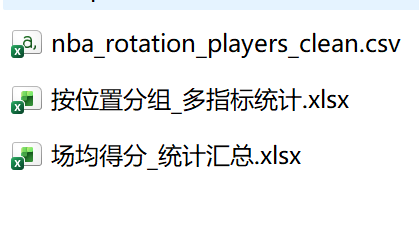 nba_rotation_players_clean.csv
按位置分组_多指标统计.xlsx
场均得分_统计汇总.xlsx